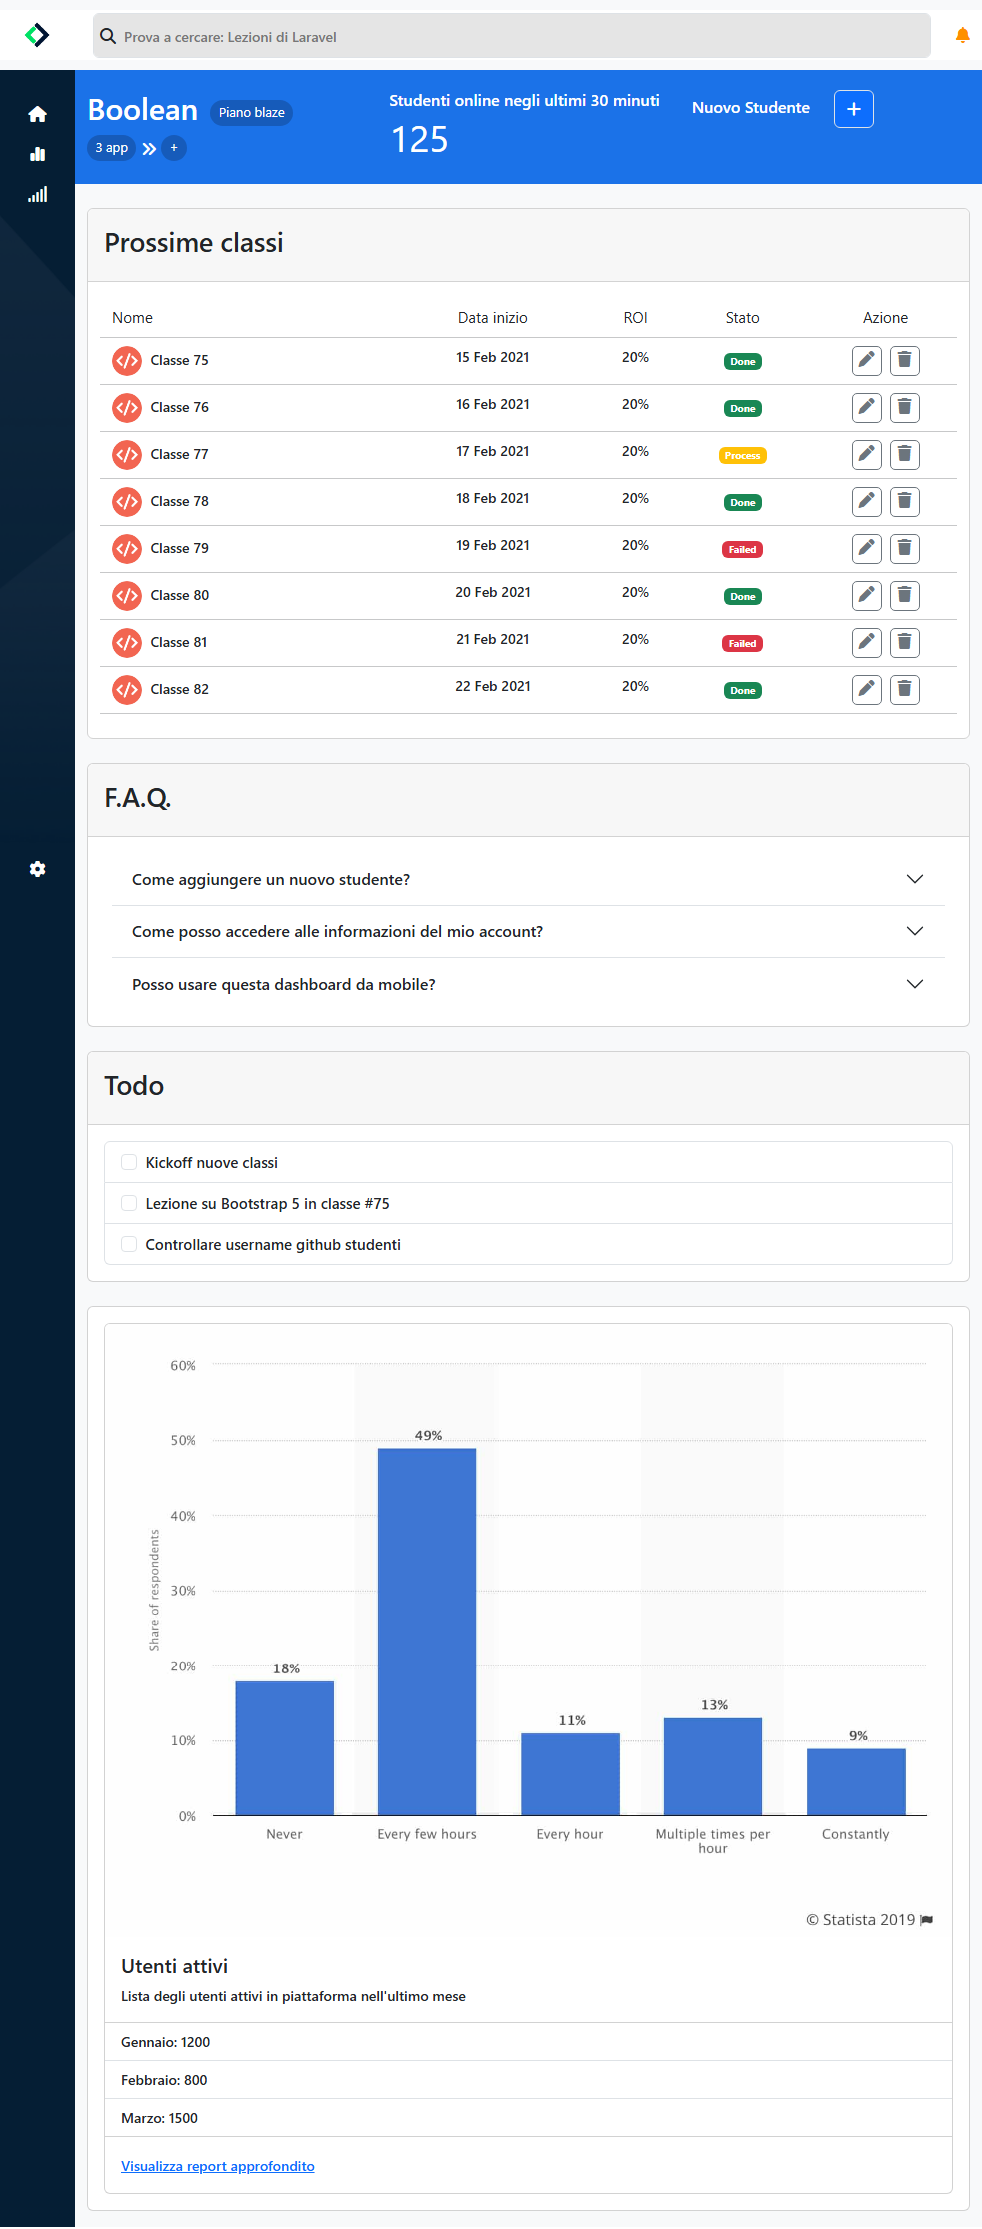 Prova a cercare: Lezioni di Laravel
Boolean Piano blaze
3 app +
Studenti online negli ultimi 30 minuti
125
Nuovo Studente +
Prossime classi
Nome Data inizio ROI Stato Azione
Classe 75 15 Feb 2021 20% Done
Classe 76 16 Feb 2021 20% Done
Classe 77 17 Feb 2021 20% Process
Classe 78 18 Feb 2021 20% Done
Classe 79 19 Feb 2021 20% Failed
Classe 80 20 Feb 2021 20% Done
Classe 81 21 Feb 2021 20% Failed
Classe 82 22 Feb 2021 20% Done
F.A.Q.
Come aggiungere un nuovo studente?
Come posso accedere alle informazioni del mio account?
Posso usare questa dashboard da mobile?
Todo
Kickoff nuove classi
Lezione su Bootstrap 5 in classe #75
Controllare username github studenti
Share of respondents
60%
50%
40%
30%
20%
10%
0%
18%
49%
11%
13%
9%
Never
Every few hours
Every hour
Multiple times per
hour
Constantly
© Statista 2019
Utenti attivi
Lista degli utenti attivi in piattaforma nell'ultimo mese
Gennaio: 1200
Febbraio: 800
Marzo: 1500
Visualizza report approfondito